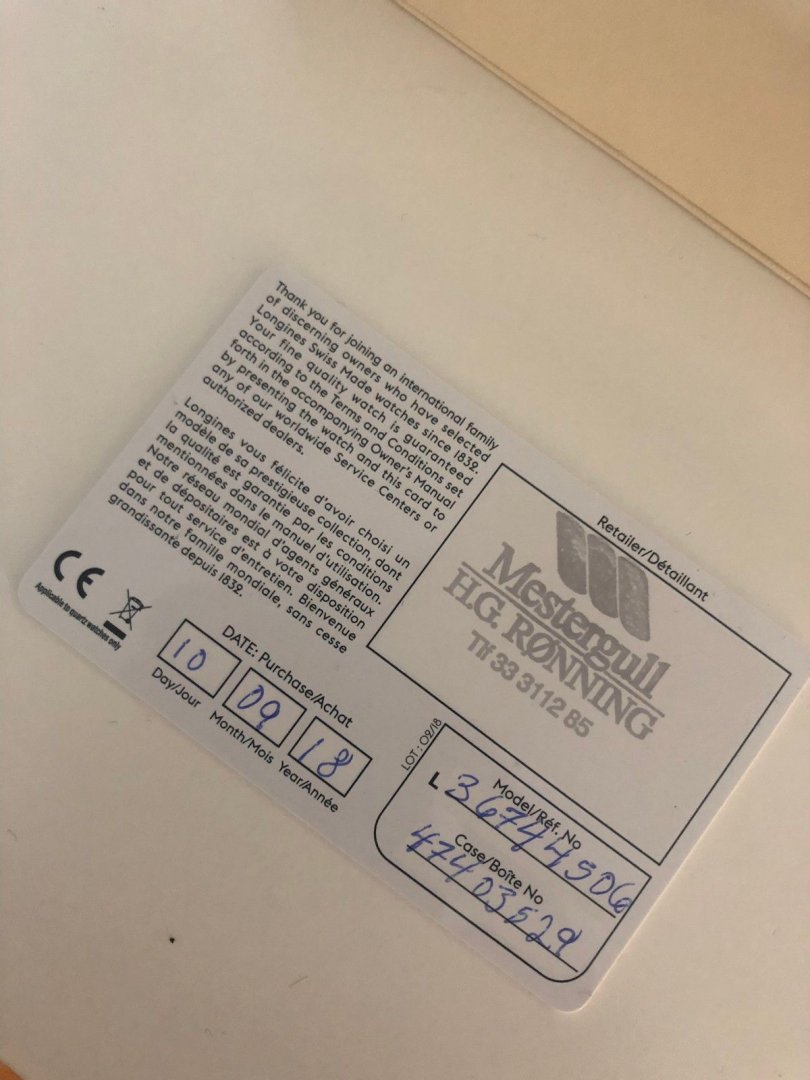 Thank you for joining an international family
of discerning owners who have selected
Longines Swiss Made watches since 1832.
Your fine quality watch is guaranteed
according to the Terms and Conditions set
forth in the accompanying Owner's Manual
by presenting the watch and this card to
any of our worldwide Service Centers or
authorized dealers.
Longines vous félicite d'avoir choisi un
modèle de sa prestigieuse collection, dont
la qualité est garantie par les conditions
mentionnées dans le manuel d'utilisation.
Notre réseau mondial d'agents généraux
et de dépositaires est à votre disposition
pour tout service d'entretien. Bienvenue
dans notre famille mondiale, sans cesse
grandissante depuis 1832.
CE
Applicable to quartz watches only
DATE: Purchase/Achat
10 09 18
Day/Jour Month/Mois Year/Année
Retailer/Détaillant
Mestergull
H.G. RØNNING
Tlf 33 31 12 85
LOT: 02/18
Model/Réf. No
L 36744506
Case/Boîte No
47403529